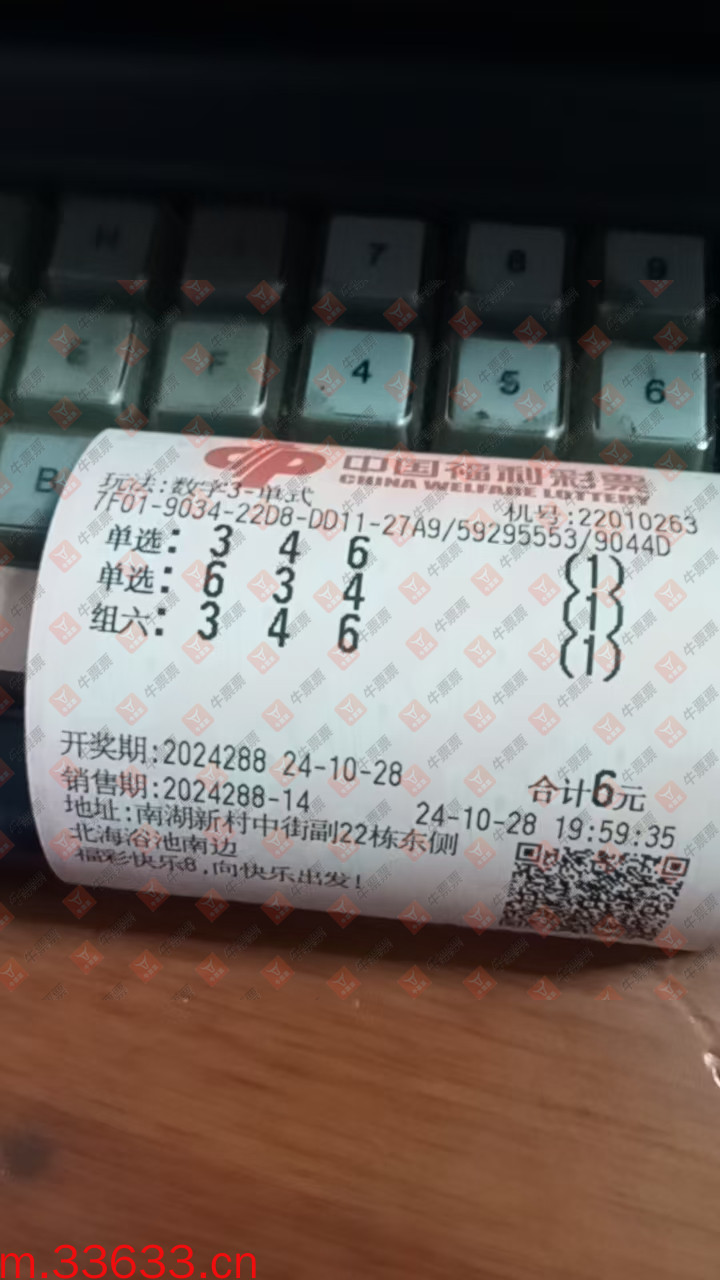 7 8 9
E F 4 5 6
B
中国福利彩票
CHINA WELFARE LOTTERY
玩法:数字3-单式
机号:22010263
7F01-9034-22D8-DD11-27A9/59295553/9044D
单选: 3 4 6 (1)
单选: 6 3 4 (1)
组六: 3 4 6 (1)
开奖期:2024288 24-10-28
合计6元
销售期:2024288-14
24-10-28 19:59:35
地址:南湖新村中街副22栋东侧
北海浴池南边
福彩快乐8,向快乐出发!
牛票票
m.33633.cn